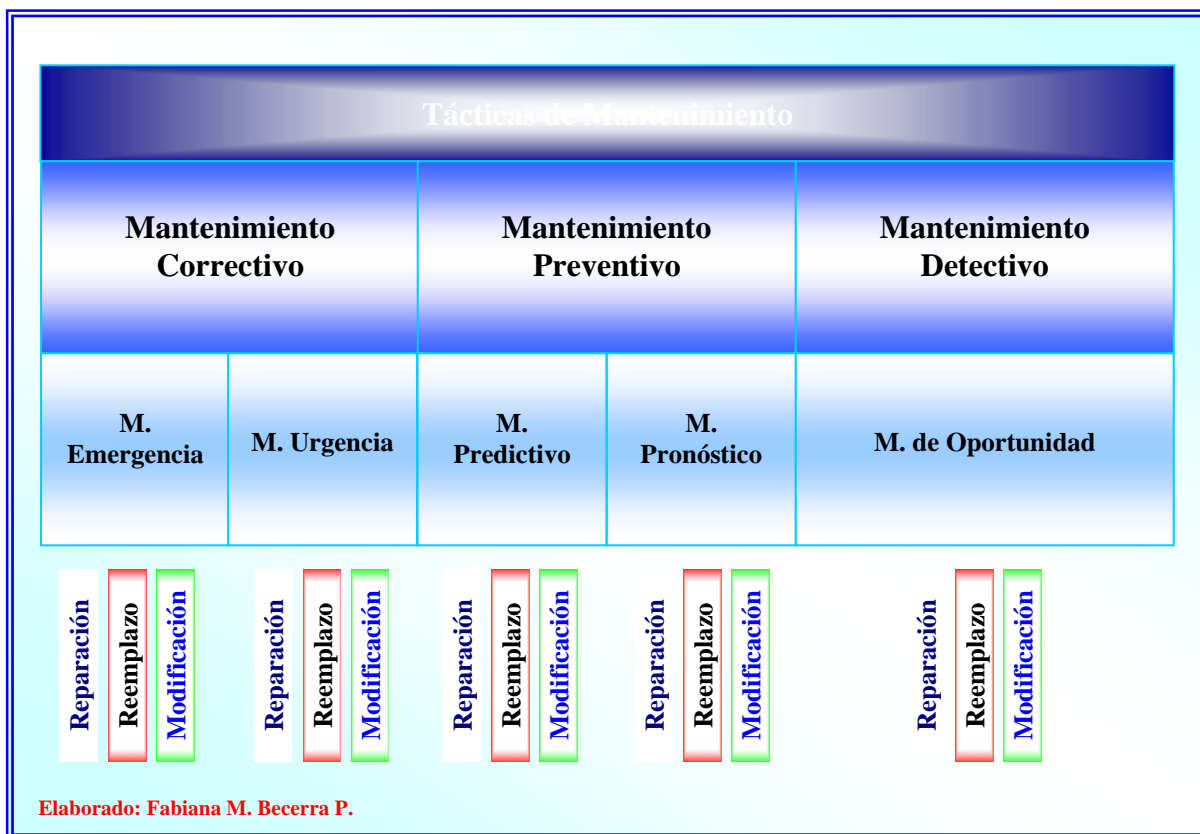 Tácticas de Mantenimiento
Mantenimiento
Correctivo
Mantenimiento
Preventivo
Mantenimiento
Detectivo
M.
Emergencia
M. Urgencia
M.
Predictivo
M.
Pronóstico
M. de Oportunidad
Reparación
Reemplazo
Modificación
Reparación
Reemplazo
Modificación
Reparación
Reemplazo
Modificación
Reparación
Reemplazo
Modificación
Reparación
Reemplazo
Modificación
Elaborado: Fabiana M. Becerra P.